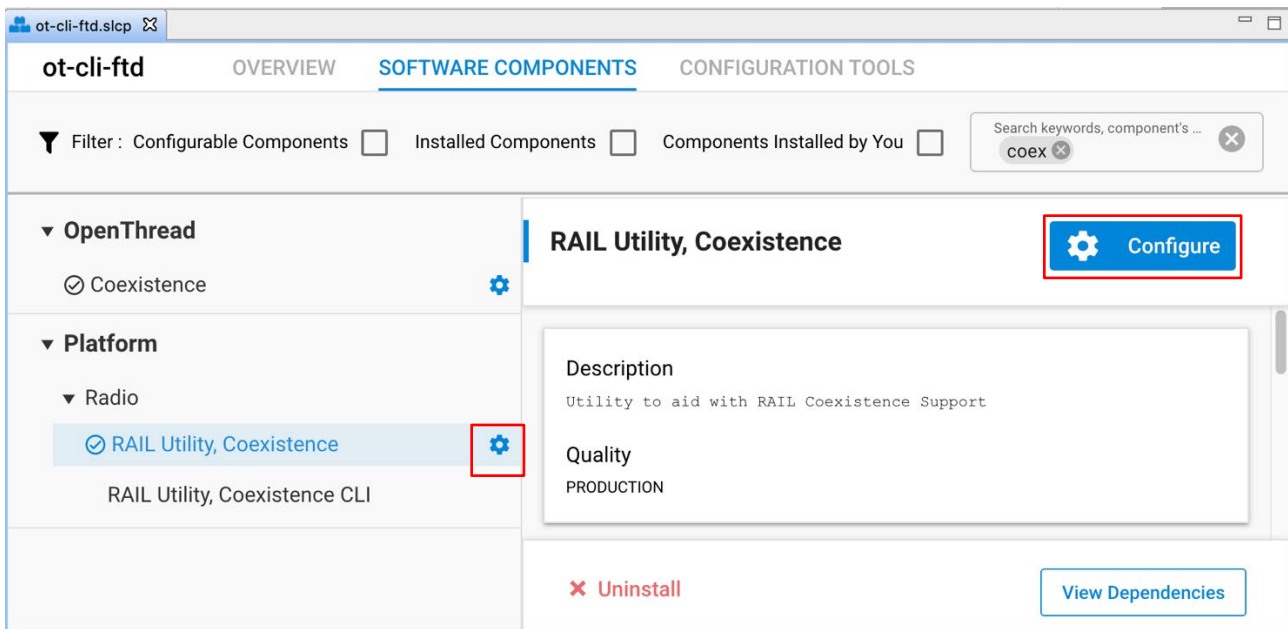 ot-cli-ftd.slcp
ot-cli-ftd OVERVIEW SOFTWARE COMPONENTS CONFIGURATION TOOLS
Filter : Configurable Components Installed Components Components Installed by You
Search keywords, component's ...
coex
OpenThread
Coexistence
Platform
Radio
RAIL Utility, Coexistence
RAIL Utility, Coexistence CLI
RAIL Utility, Coexistence
Configure
Description
Utility to aid with RAIL Coexistence Support
Quality
PRODUCTION
Uninstall
View Dependencies